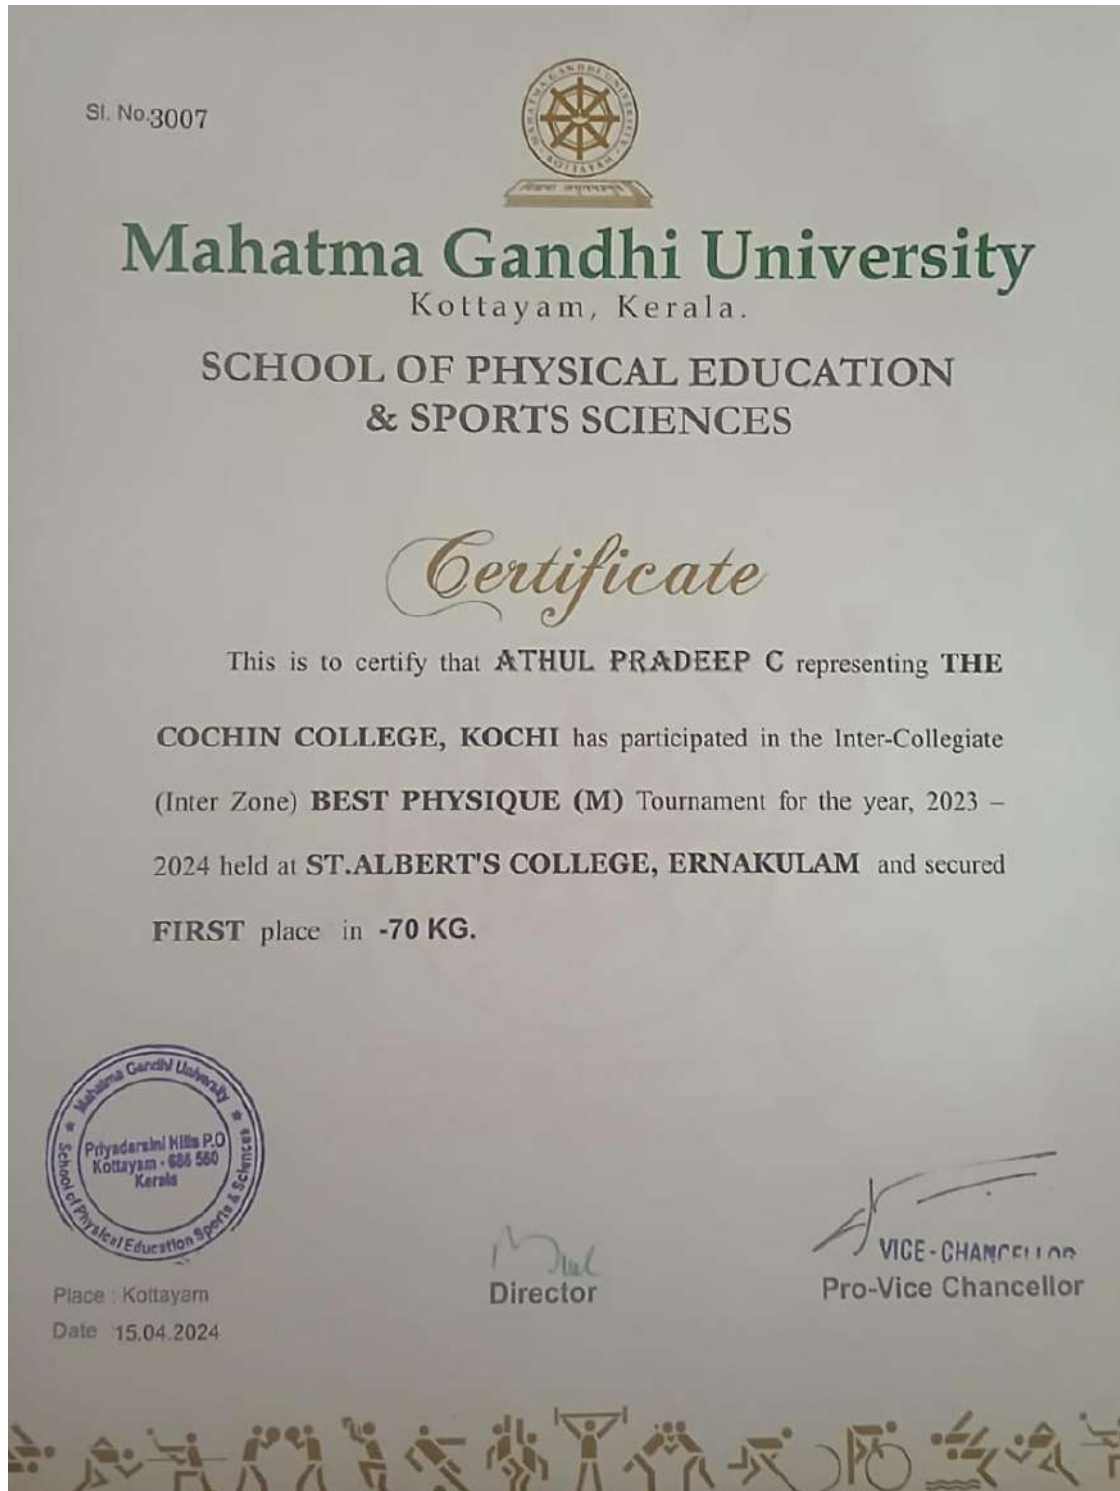 Sl. No.3007
MAHATMA GANDHI UNIVERSITY
KOTTAYAM
Mahatma Gandhi University
Kottayam, Kerala.
SCHOOL OF PHYSICAL EDUCATION
& SPORTS SCIENCES
Certificate
This is to certify that ATHUL PRADEEP C representing THE
COCHIN COLLEGE, KOCHI has participated in the Inter-Collegiate
(Inter Zone) BEST PHYSIQUE (M) Tournament for the year, 2023 –
2024 held at ST.ALBERT'S COLLEGE, ERNAKULAM and secured
FIRST place in -70 KG.
Mahatma Gandhi University
Priyadarsini Hills P.O
Kottayam - 686 560
Kerala
School of Physical Education Sports & Sciences
VICE-CHANCELLOR
Director
Pro-Vice Chancellor
Place : Kottayam
Date :15.04.2024